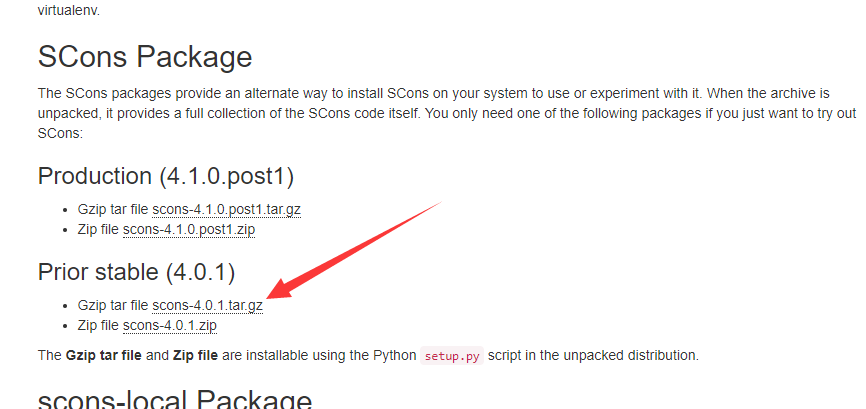 virtualenv.
SCons Package
The SCons packages provide an alternate way to install SCons on your system to use or experiment with it. When the archive is
unpacked, it provides a full collection of the SCons code itself. You only need one of the following packages if you just want to try out
SCons:
Production (4.1.0.post1)
• Gzip tar file scons-4.1.0.post1.tar.gz
• Zip file scons-4.1.0.post1.zip
Prior stable (4.0.1)
• Gzip tar file scons-4.0.1.tar.gz
• Zip file scons-4.0.1.zip
The Gzip tar file and Zip file are installable using the Python setup.py script in the unpacked distribution.
scons-local Package